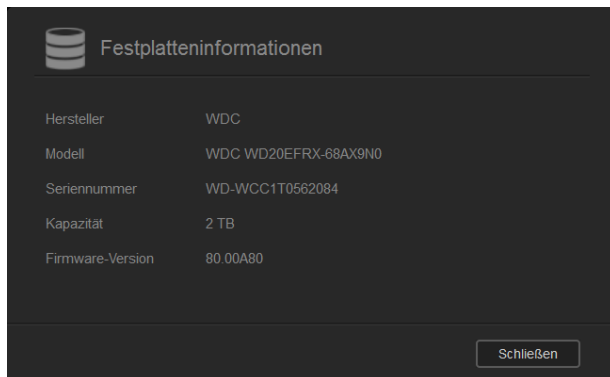 Festplatteninformationen
Hersteller WDC
Modell WDC WD20EFRX-68AX9N0
Seriennummer WD-WCC1T0562084
Kapazität 2 TB
Firmware-Version 80.00A80
Schließen